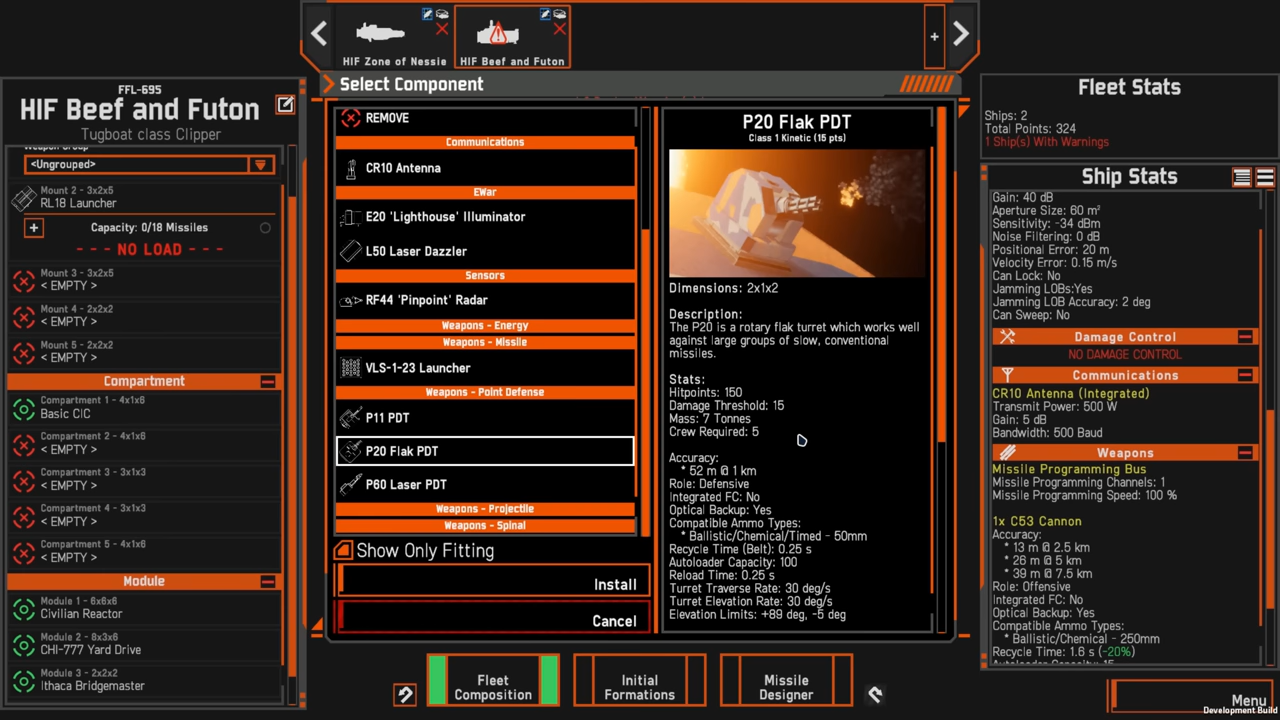 HIF Zone of Nessie
HIF Beef and Futon
+
FFL-695
HIF Beef and Futon
Tugboat class Clipper
<Ungrouped>
Mount 2 - 3x2x5
RL18 Launcher
+
Capacity: 0/18 Missiles
- - - NO LOAD - - -
Mount 3 - 3x2x5
< EMPTY >
Mount 4 - 2x2x2
< EMPTY >
Mount 5 - 2x2x2
< EMPTY >
Compartment
Compartment 1 - 4x1x6
Basic CIC
Compartment 2 - 4x1x6
< EMPTY >
Compartment 3 - 3x1x3
< EMPTY >
Compartment 4 - 3x1x3
< EMPTY >
Compartment 5 - 4x1x6
< EMPTY >
Module
Module 1 - 6x6x6
Civilian Reactor
Module 2 - 8x3x6
CHI-777 Yard Drive
Module 3 - 2x2x2
Ithaca Bridgemaster
Select Component
REMOVE
Communications
CR10 Antenna
EWar
E20 'Lighthouse' Illuminator
L50 Laser Dazzler
Sensors
RF44 'Pinpoint' Radar
Weapons - Energy
Weapons - Missile
VLS-1-23 Launcher
Weapons - Point Defense
P11 PDT
P20 Flak PDT
P60 Laser PDT
Weapons - Projectile
Weapons - Spinal
Show Only Fitting
Install
Cancel
P20 Flak PDT
Class 1 Kinetic (15 pts)
Dimensions: 2x1x2
Description:
The P20 is a rotary flak turret which works well
against large groups of slow, conventional
missiles.
Stats:
Hitpoints: 150
Damage Threshold: 15
Mass: 7 Tonnes
Crew Required: 5
Accuracy:
* 52 m @ 1 km
Role: Defensive
Integrated FC: No
Optical Backup: Yes
Compatible Ammo Types:
* Ballistic/Chemical/Timed - 50mm
Recycle Time (Belt): 0.25 s
Autoloader Capacity: 100
Reload Time: 0.25 s
Turret Traverse Rate: 30 deg/s
Turret Elevation Rate: 30 deg/s
Elevation Limits: +89 deg, -5 deg
Fleet Stats
Ships: 2
Total Points: 324
1 Ship(s) With Warnings
Ship Stats
Gain: 40 dB
Aperture Size: 60 m²
Sensitivity: -34 dBm
Noise Filtering: 0 dB
Positional Error: 20 m
Velocity Error: 0.15 m/s
Can Lock: No
Jamming LOBs:Yes
Jamming LOB Accuracy: 2 deg
Can Sweep: No
Damage Control
NO DAMAGE CONTROL
Communications
CR10 Antenna (Integrated)
Transmit Power: 500 W
Gain: 5 dB
Bandwidth: 500 Baud
Weapons
Missile Programming Bus
Missile Programming Channels: 1
Missile Programming Speed: 100 %
1x C53 Cannon
Accuracy:
* 13 m @ 2.5 km
* 26 m @ 5 km
* 39 m @ 7.5 km
Role: Offensive
Integrated FC: No
Optical Backup: Yes
Compatible Ammo Types:
* Ballistic/Chemical - 250mm
Recycle Time: 1.6 s (-20%)
Fleet
Composition
Initial
Formations
Missile
Designer
Menu
Development Build